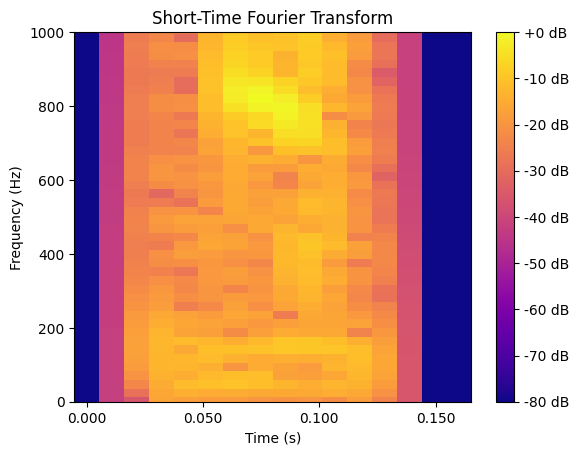 Short-Time Fourier Transform
Frequency (Hz)
1000
800
600
400
200
0
0.000
0.050
0.100
0.150
Time (s)
+0 dB
-10 dB
-20 dB
-30 dB
-40 dB
-50 dB
-60 dB
-70 dB
-80 dB